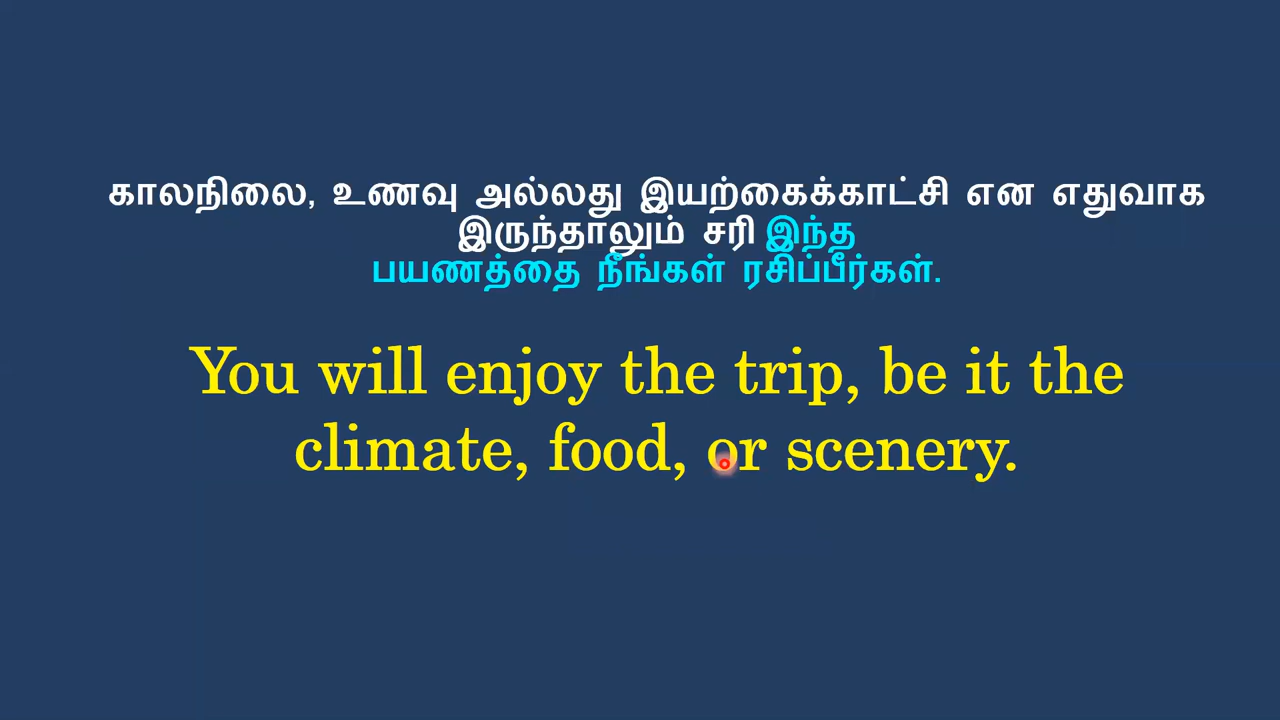 காலநிலை, உணவு அல்லது இயற்கைக்காட்சி என எதுவாக
இருந்தாலும் சரி இந்த
பயணத்தை நீங்கள் ரசிப்பீர்கள்.
You will enjoy the trip, be it the
climate, food, or scenery.